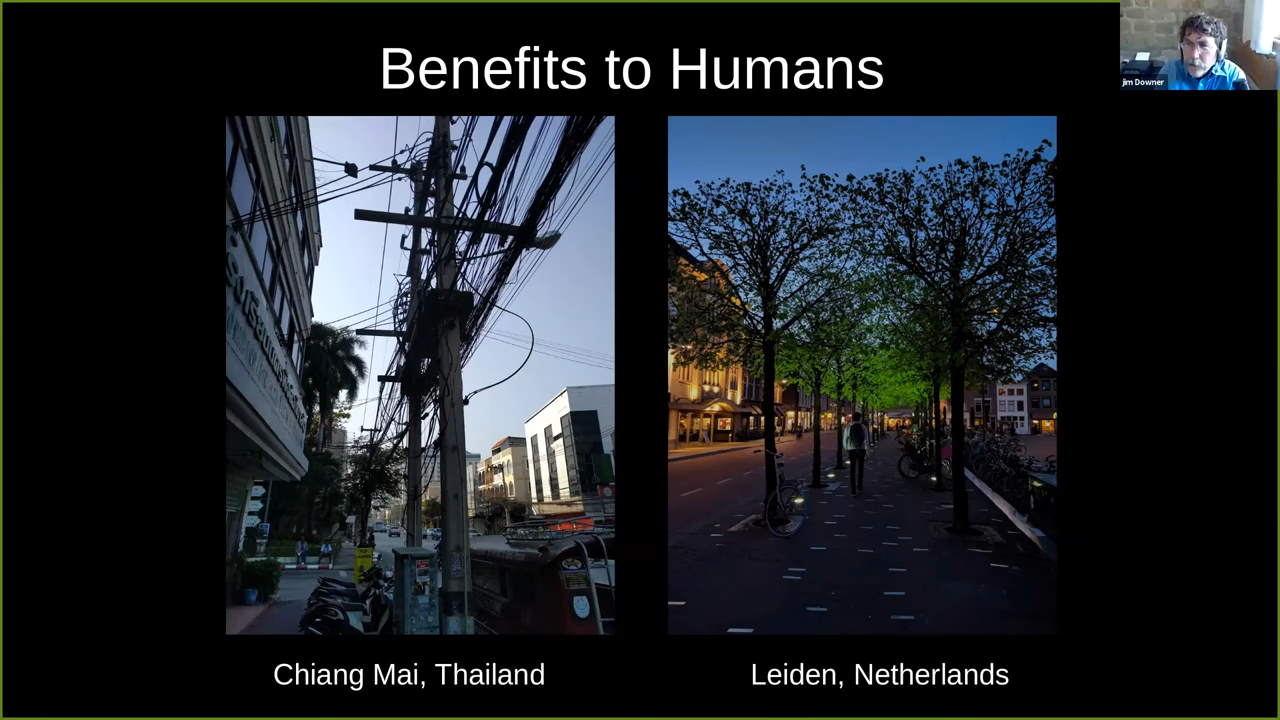 Benefits to Humans
jim Downer
Chiang Mai, Thailand
Leiden, Netherlands